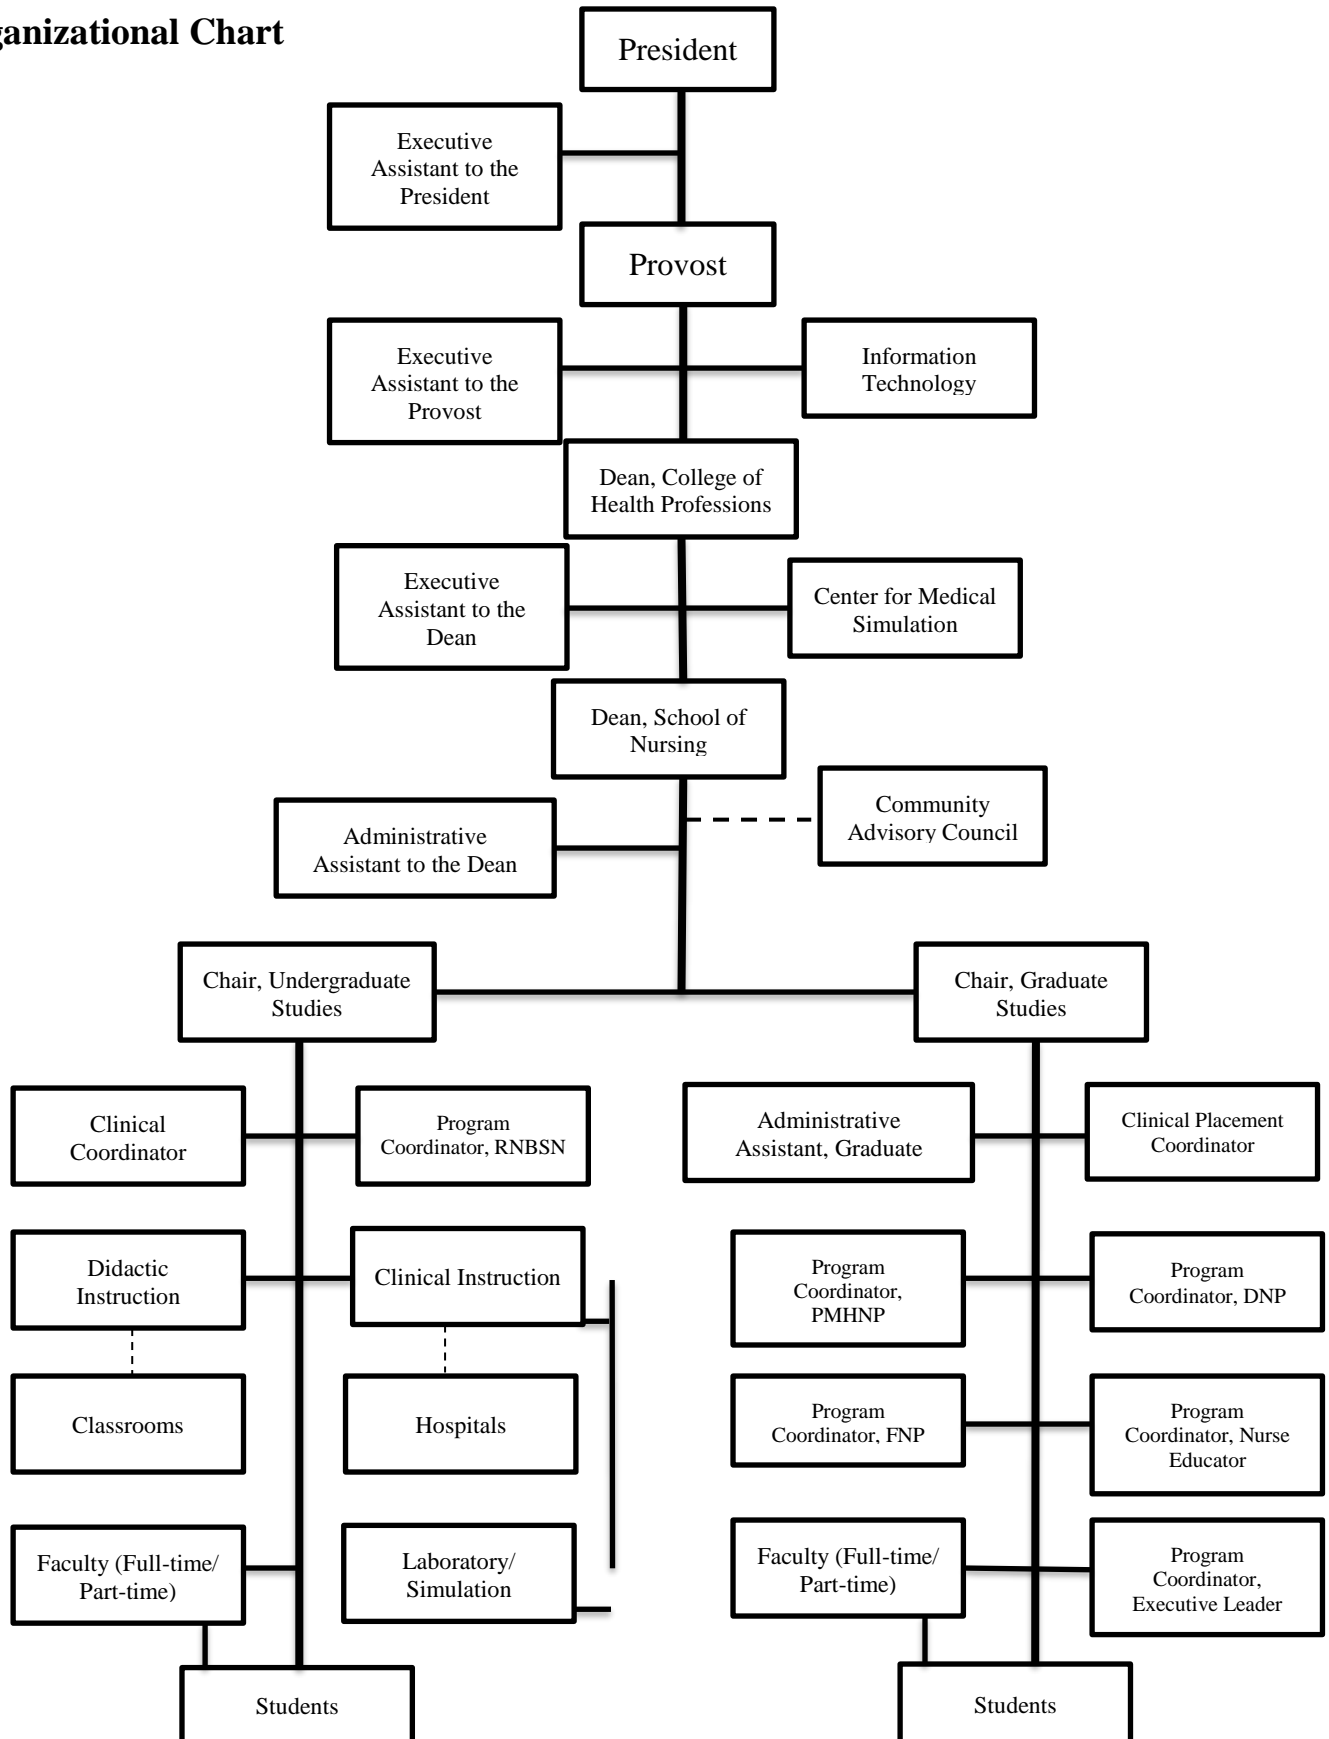 ganizational Chart
President
Executive
Assistant to the
President
Provost
Executive
Assistant to the
Provost
Information
Technology
Dean, College of
Health Professions
Executive
Assistant to the
Dean
Center for Medical
Simulation
Dean, School of
Nursing
Community
Advisory Council
Administrative
Assistant to the Dean
Chair, Undergraduate
Studies
Chair, Graduate
Studies
Clinical
Coordinator
Program
Coordinator, RNBSN
Administrative
Assistant, Graduate
Clinical Placement
Coordinator
Didactic
Instruction
Clinical Instruction
Program
Coordinator,
PMHNP
Program
Coordinator, DNP
Classrooms
Hospitals
Program
Coordinator, FNP
Program
Coordinator, Nurse
Educator
Faculty (Full-time/
Part-time)
Laboratory/
Simulation
Faculty (Full-time/
Part-time)
Program
Coordinator,
Executive Leader
Students
Students